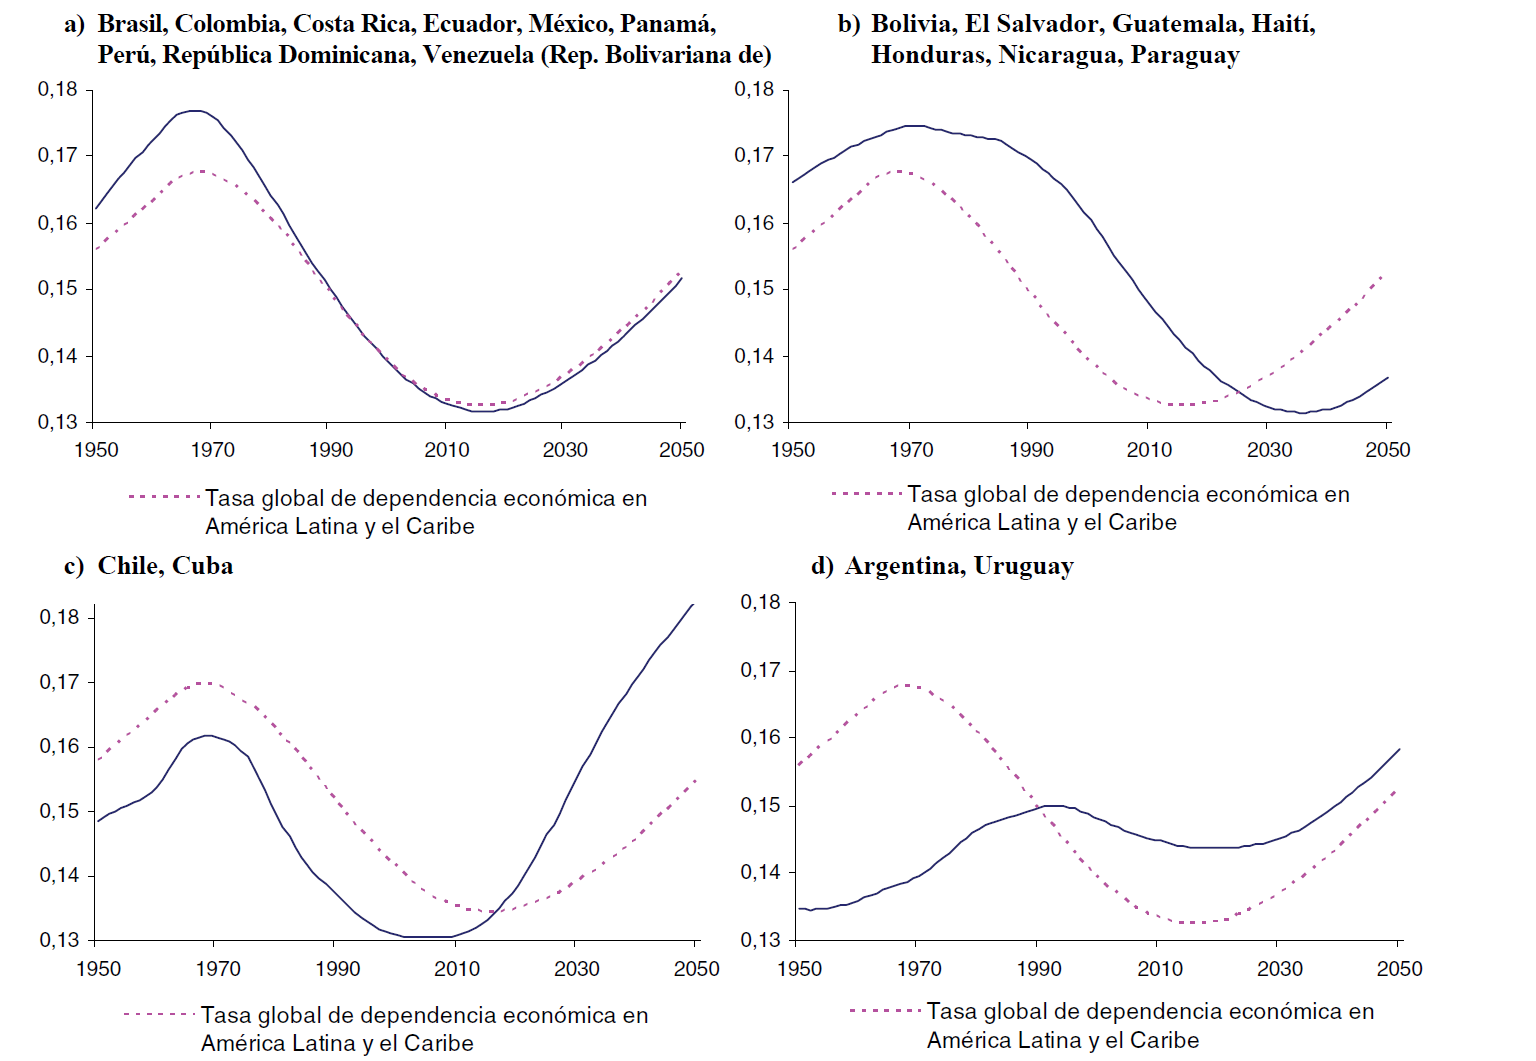 a) Brasil, Colombia, Costa Rica, Ecuador, México, Panamá,
Perú, República Dominicana, Venezuela (Rep. Bolivariana de)
0,18
0,17
0,16
0,15
0,14
0,13
1950 1970 1990 2010 2030 2050
Tasa global de dependencia económica en
América Latina y el Caribe
b) Bolivia, El Salvador, Guatemala, Haití,
Honduras, Nicaragua, Paraguay
0,18
0,17
0,16
0,15
0,14
0,13
1950 1970 1990 2010 2030 2050
Tasa global de dependencia económica en
América Latina y el Caribe
c) Chile, Cuba
0,18
0,17
0,16
0,15
0,14
0,13
1950 1970 1990 2010 2030 2050
Tasa global de dependencia económica en
América Latina y el Caribe
d) Argentina, Uruguay
0,18
0,17
0,16
0,15
0,14
0,13
1950 1970 1990 2010 2030 2050
Tasa global de dependencia económica en
América Latina y el Caribe